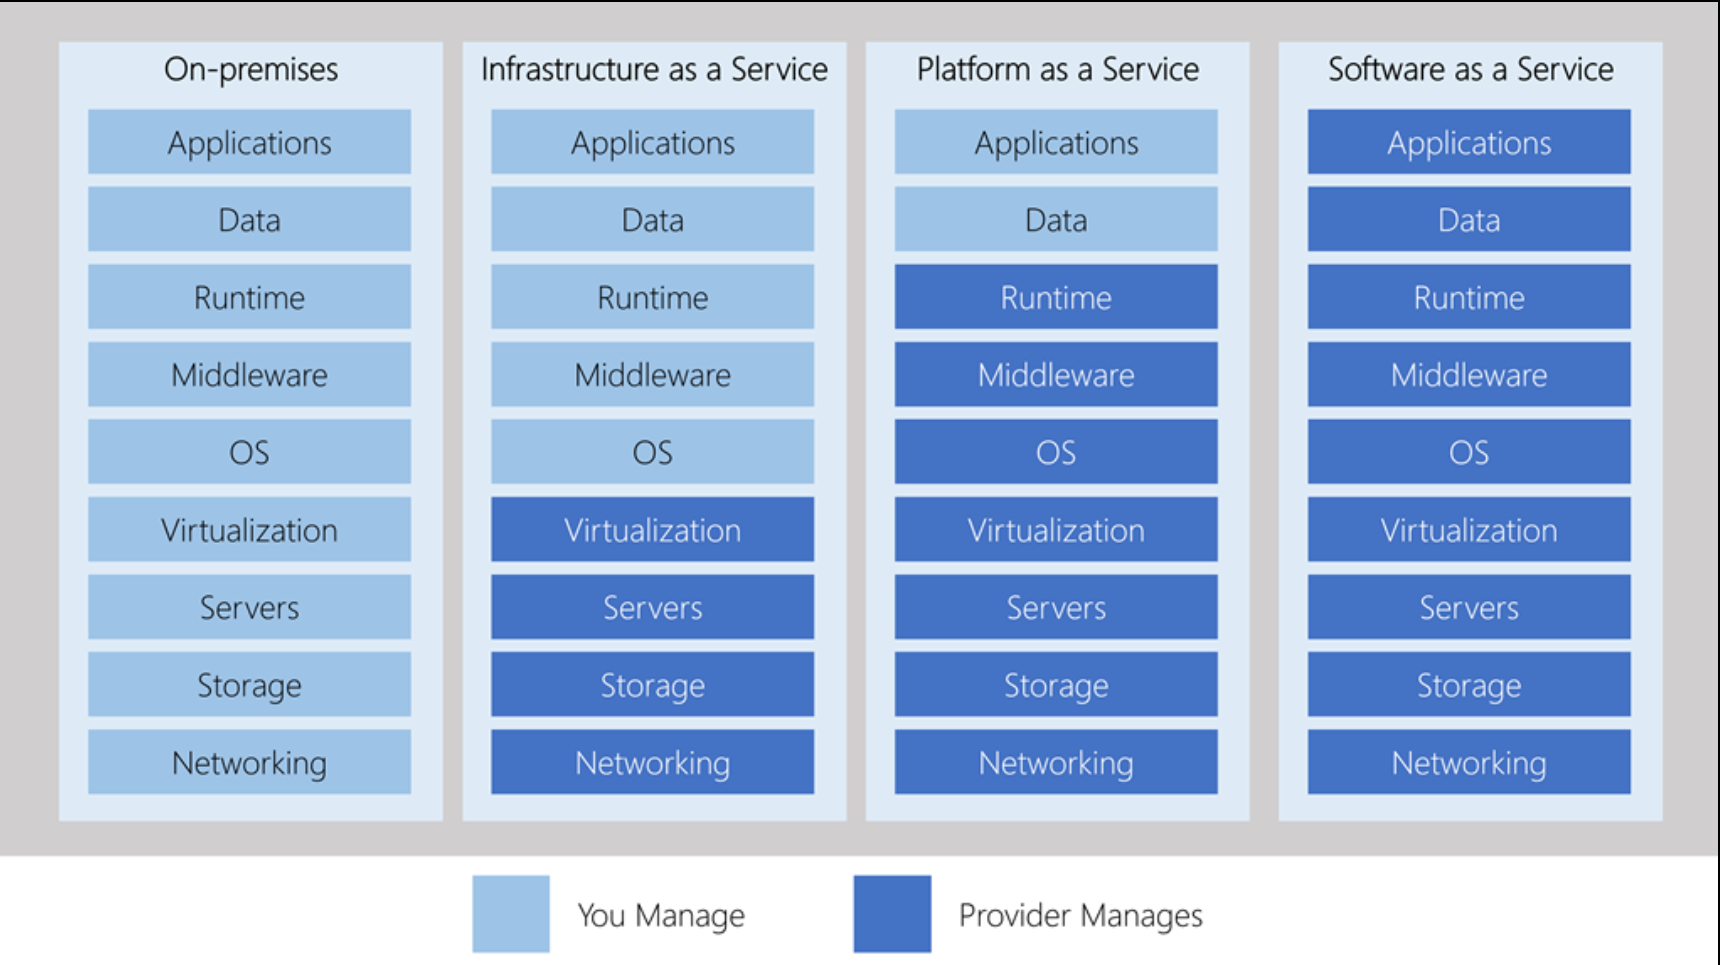 On-premises
Applications
Data
Runtime
Middleware
OS
Virtualization
Servers
Storage
Networking
Infrastructure as a Service
Applications
Data
Runtime
Middleware
OS
Virtualization
Servers
Storage
Networking
Platform as a Service
Applications
Data
Runtime
Middleware
OS
Virtualization
Servers
Storage
Networking
Software as a Service
Applications
Data
Runtime
Middleware
OS
Virtualization
Servers
Storage
Networking
You Manage
Provider Manages